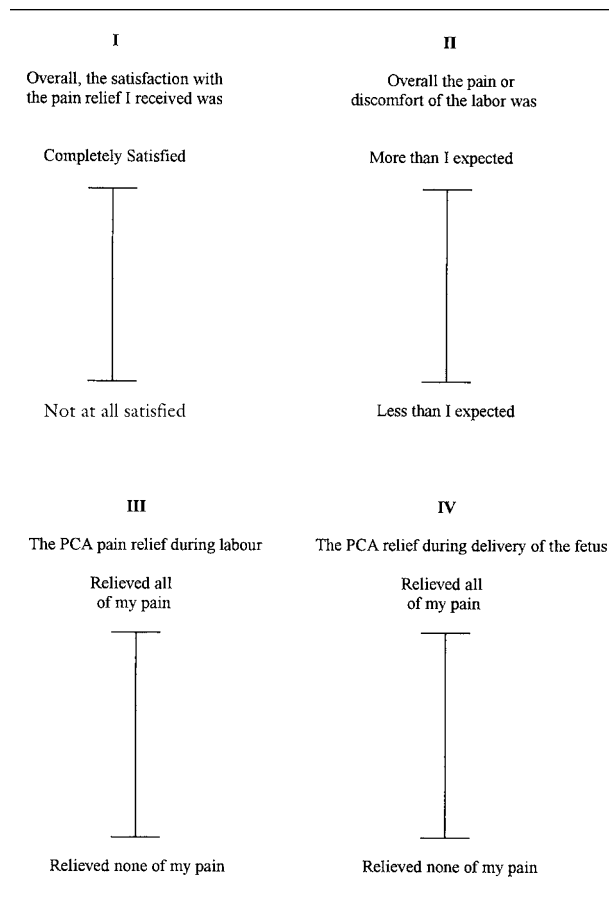 I
Overall, the satisfaction with
the pain relief I received was
Completely Satisfied
Not at all satisfied
II
Overall the pain or
discomfort of the labor was
More than I expected
Less than I expected
III
The PCA pain relief during labour
Relieved all
of my pain
Relieved none of my pain
IV
The PCA relief during delivery of the fetus
Relieved all
of my pain
Relieved none of my pain